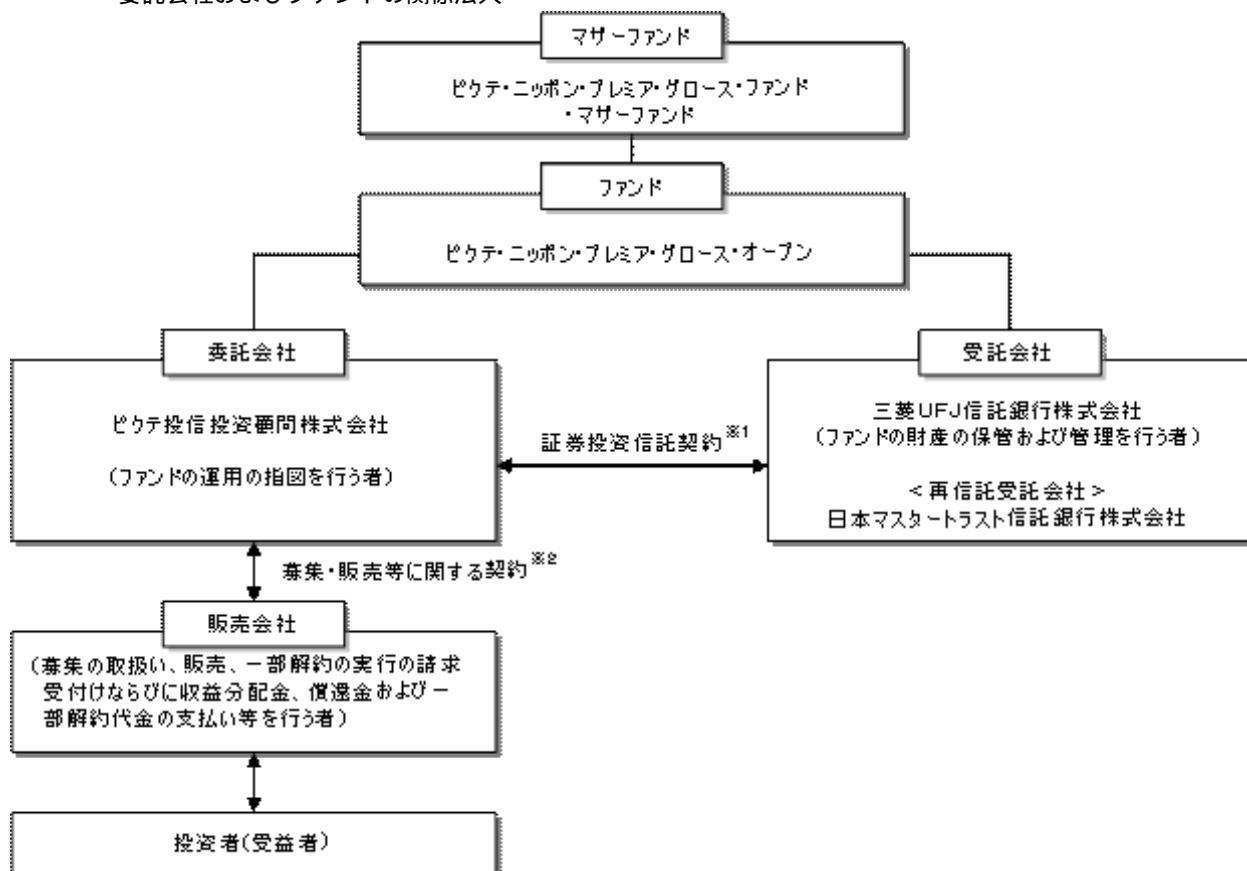 委託会社およびファンドの関係法人
マザーファンド
ピクテ・ニッポン・プレミア・グロース・ファンド
・マザーファンド
ファンド
ピクテ・ニッポン・プレミア・グロース・オープン
委託会社
ピクテ投信投資顧問株式会社
(ファンドの運用の指図を行う者)
証券投資信託契約※1
受託会社
三菱UFJ信託銀行株式会社
(ファンドの財産の保管および管理を行う者)
<再信託受託会社>
日本マスタートラスト信託銀行株式会社
募集・販売等に関する契約※2
販売会社
(募集の取扱い、販売、一部解約の実行の請求
受付けならびに収益分配金、償還金および一
部解約代金の支払い等を行う者)
投資者(受益者)